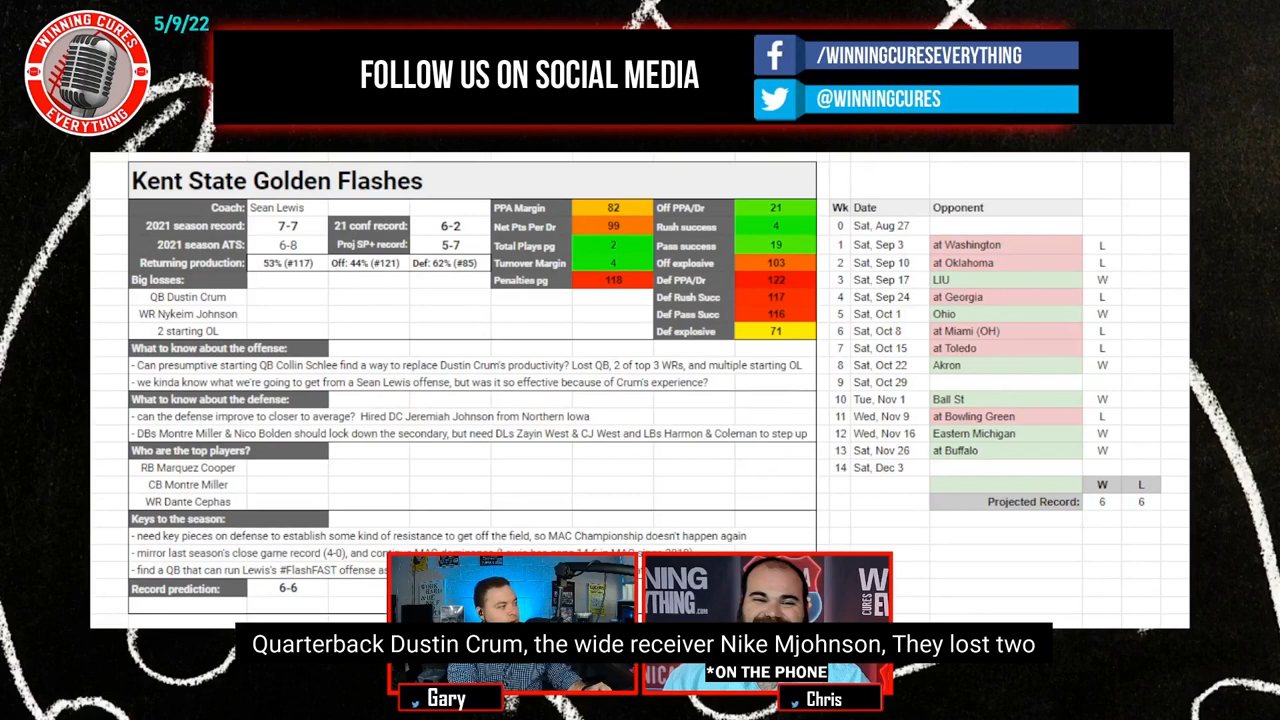 5/9/22
WINNING CURES
EVERYTHING
FOLLOW US ON SOCIAL MEDIA
/WINNINGCURESEVERYTHING
@WINNINGCURES
Kent State Golden Flashes
Coach: Sean Lewis
2021 season record: 7-7 21 conf record: 6-2
2021 season ATS: 6-8 Proj SP+ record: 5-7
Returning production: 53% (#117) Off: 44% (#121) Def: 62% (#85)
Big losses:
QB Dustin Crum
WR Nykeim Johnson
2 starting OL
PPA Margin 82 Off PPA/Dr 21
Net Pts Per Dr 99 Rush success 4
Total Plays pg 2 Pass success 19
Turnover Margin 4 Off explosive 103
Penalties pg 118 Def PPA/Dr 122
Def Rush Succ 117
Def Pass Succ 116
Def explosive 71
What to know about the offense:
- Can presumptive starting QB Collin Schlee find a way to replace Dustin Crum's productivity? Lost QB, 2 of top 3 WRs, and multiple starting OL
- we kinda know what we're going to get from a Sean Lewis offense, but was it so effective because of Crum's experience?
What to know about the defense:
- can the defense improve to closer to average? Hired DC Jeremiah Johnson from Northern Iowa
- DBs Montre Miller & Nico Bolden should lock down the secondary, but need DLs Zayin West & CJ West and LBs Harmon & Coleman to step up
Who are the top players?
RB Marquez Cooper
CB Montre Miller
WR Dante Cephas
Keys to the season:
- need key pieces on defense to establish some kind of resistance to get off the field, so MAC Championship doesn't happen again
- mirror last season's close game record (4-0), and
- find a QB that can run Lewis's #FlashFAST offense as
Record prediction: 6-6
Wk Date Opponent
0 Sat, Aug 27
1 Sat, Sep 3 at Washington L
2 Sat, Sep 10 at Oklahoma L
3 Sat, Sep 17 LIU W
4 Sat, Sep 24 at Georgia L
5 Sat, Oct 1 Ohio W
6 Sat, Oct 8 at Miami (OH) L
7 Sat, Oct 15 at Toledo L
8 Sat, Oct 22 Akron W
9 Sat, Oct 29
10 Tue, Nov 1 Ball St W
11 Wed, Nov 9 at Bowling Green L
12 Wed, Nov 16 Eastern Michigan W
13 Sat, Nov 26 at Buffalo W
14 Sat, Dec 3
W L
Projected Record: 6 6
Quarterback Dustin Crum, the wide receiver Nike Mjohnson, They lost two
*ON THE PHONE
Gary
Chris